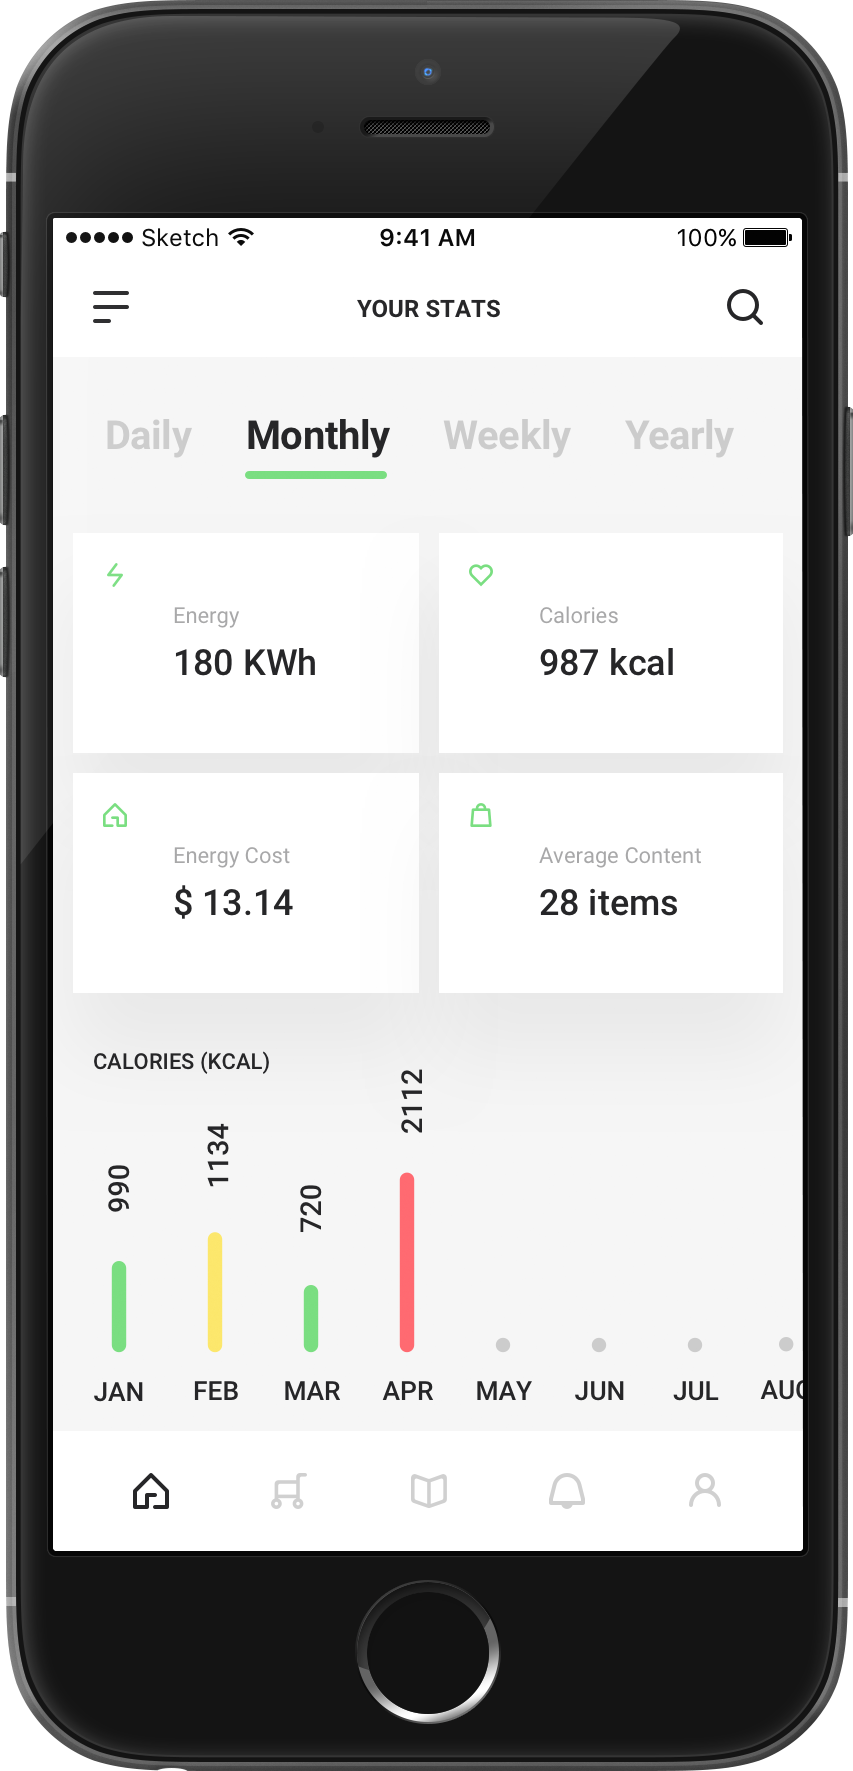 Sketch 9:41 AM 100%
YOUR STATS
Daily Monthly Weekly Yearly
Energy
180 KWh
Calories
987 kcal
Energy Cost
$ 13.14
Average Content
28 items
CALORIES (KCAL)
990 1134 720 2112
JAN FEB MAR APR MAY JUN JUL AUG